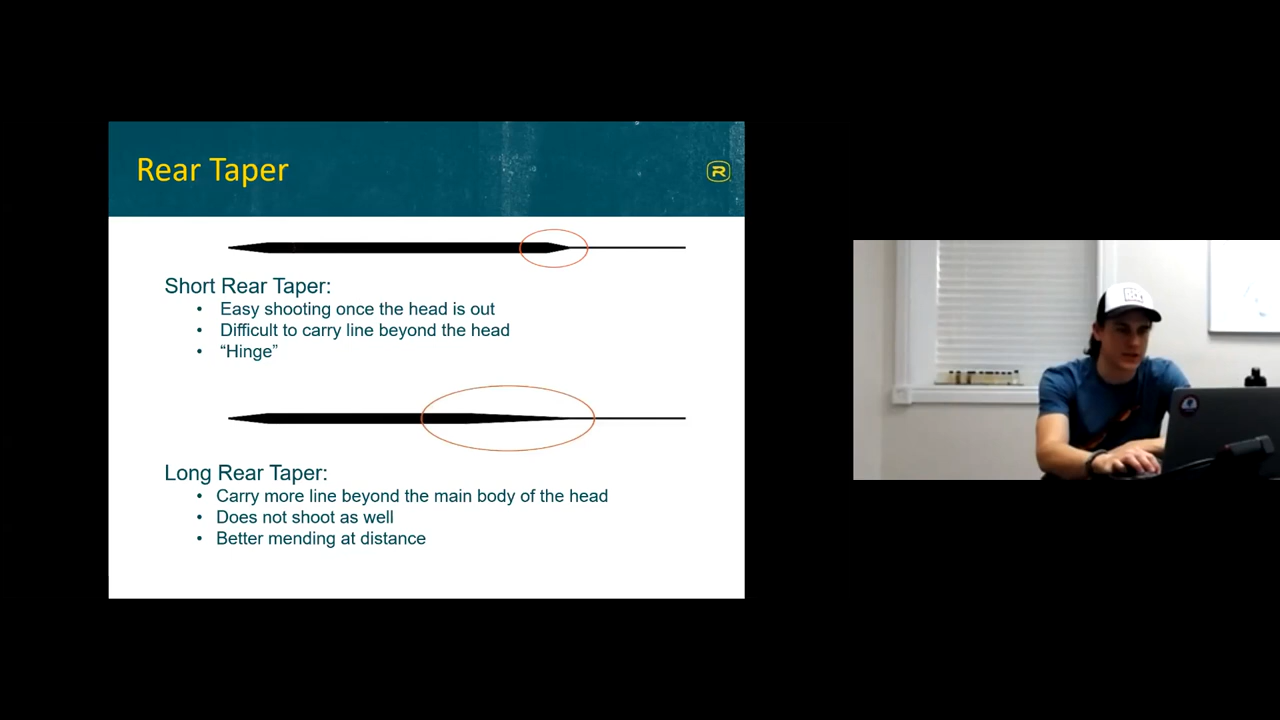 Rear Taper
R
Short Rear Taper:
• Easy shooting once the head is out
• Difficult to carry line beyond the head
• “Hinge”
Long Rear Taper:
• Carry more line beyond the main body of the head
• Does not shoot as well
• Better mending at distance